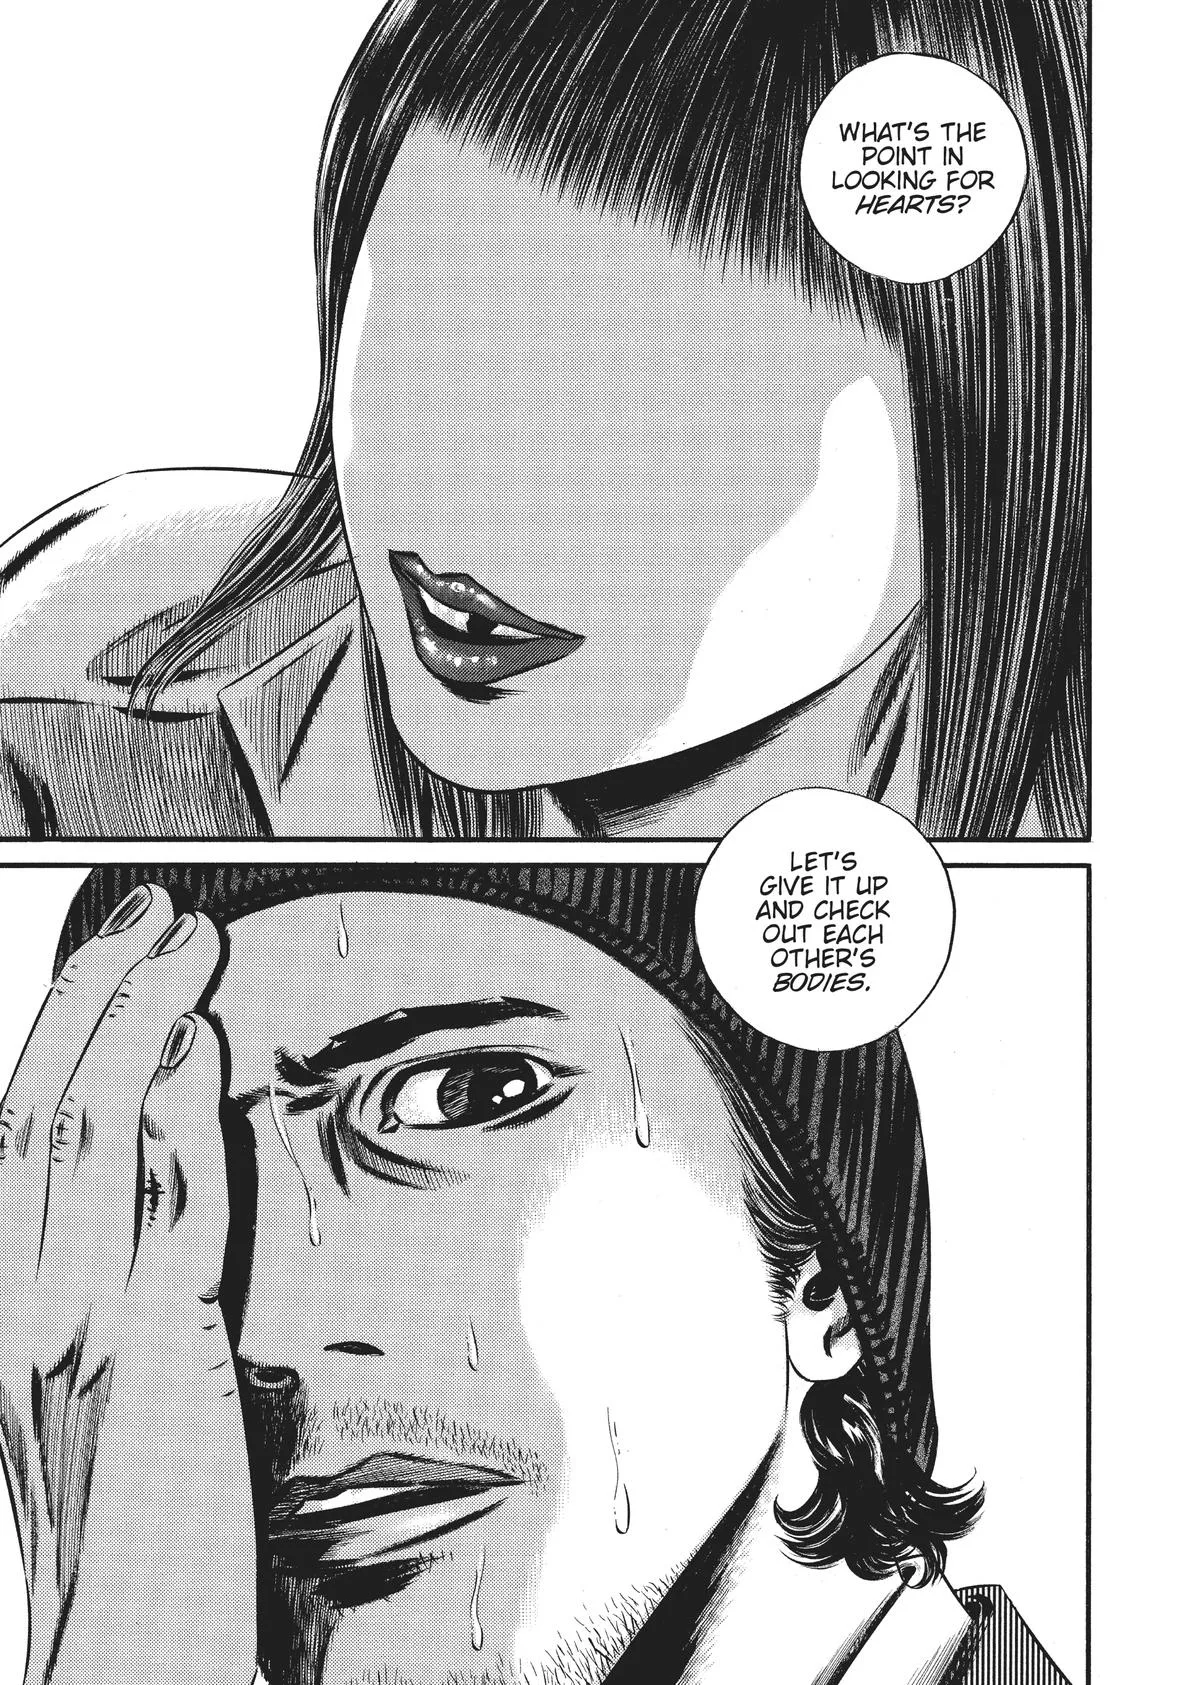 WHAT'S THE
POINT IN
LOOKING FOR
HEARTS?
LET'S
GIVE IT UP
AND CHECK
OUT EACH
OTHER'S
BODIES.